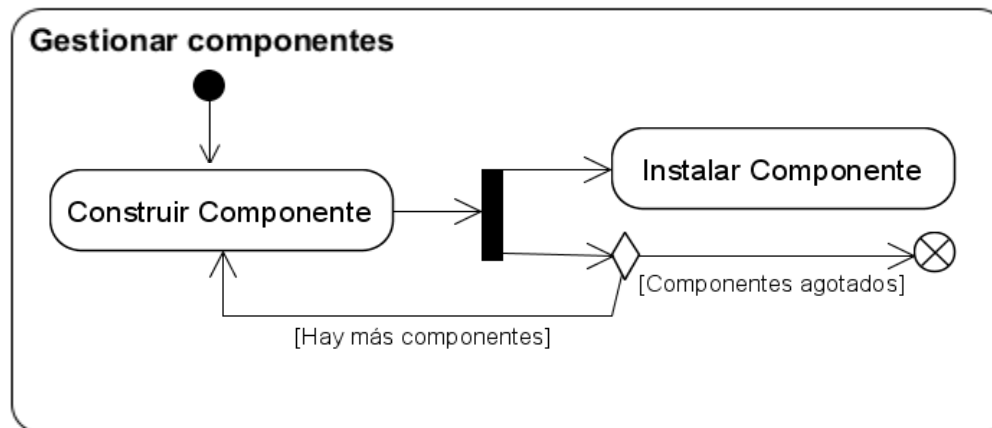 Gestionar componentes
Instalar Componente
Construir Componente
[Componentes agotados]
[Hay más componentes]